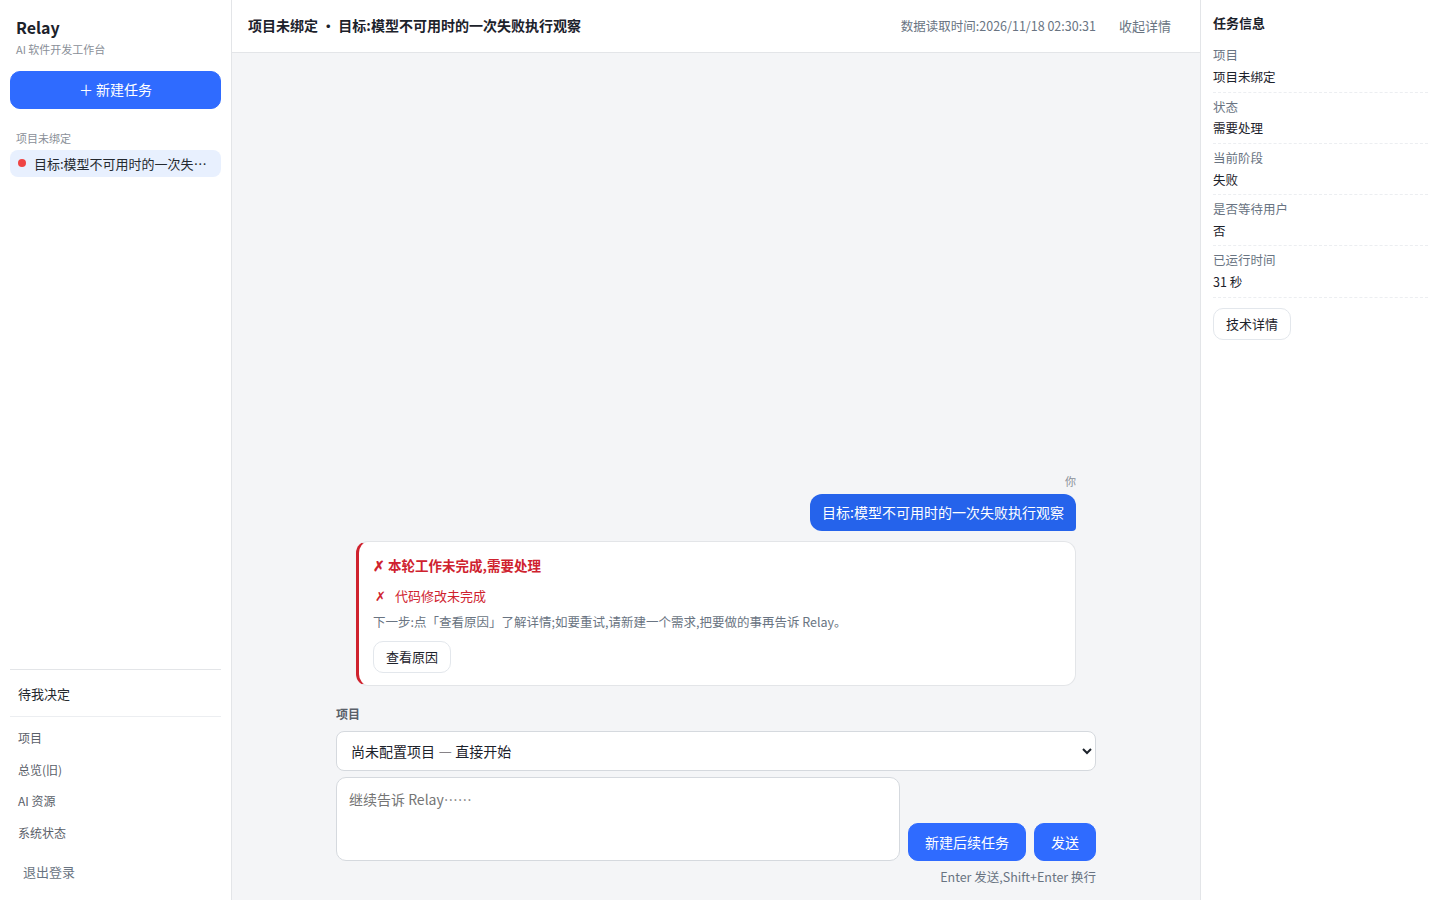 Relay
AI 软件开发工作台
＋ 新建任务
项目未绑定
目标:模型不可用时的一次失…
待我决定
项目
总览(旧)
AI 资源
系统状态
退出登录
项目未绑定 · 目标:模型不可用时的一次失败执行观察
数据读取时间:2026/11/18 02:30:31
收起详情
你
目标:模型不可用时的一次失败执行观察
✗ 本轮工作未完成,需要处理
✗ 代码修改未完成
下一步:点「查看原因」了解详情;如要重试,请新建一个需求,把要做的事再告诉 Relay。
查看原因
项目
尚未配置项目 — 直接开始
继续告诉 Relay……
新建后续任务
发送
Enter 发送,Shift+Enter 换行
任务信息
项目
项目未绑定
状态
需要处理
当前阶段
失败
是否等待用户
否
已运行时间
31 秒
技术详情